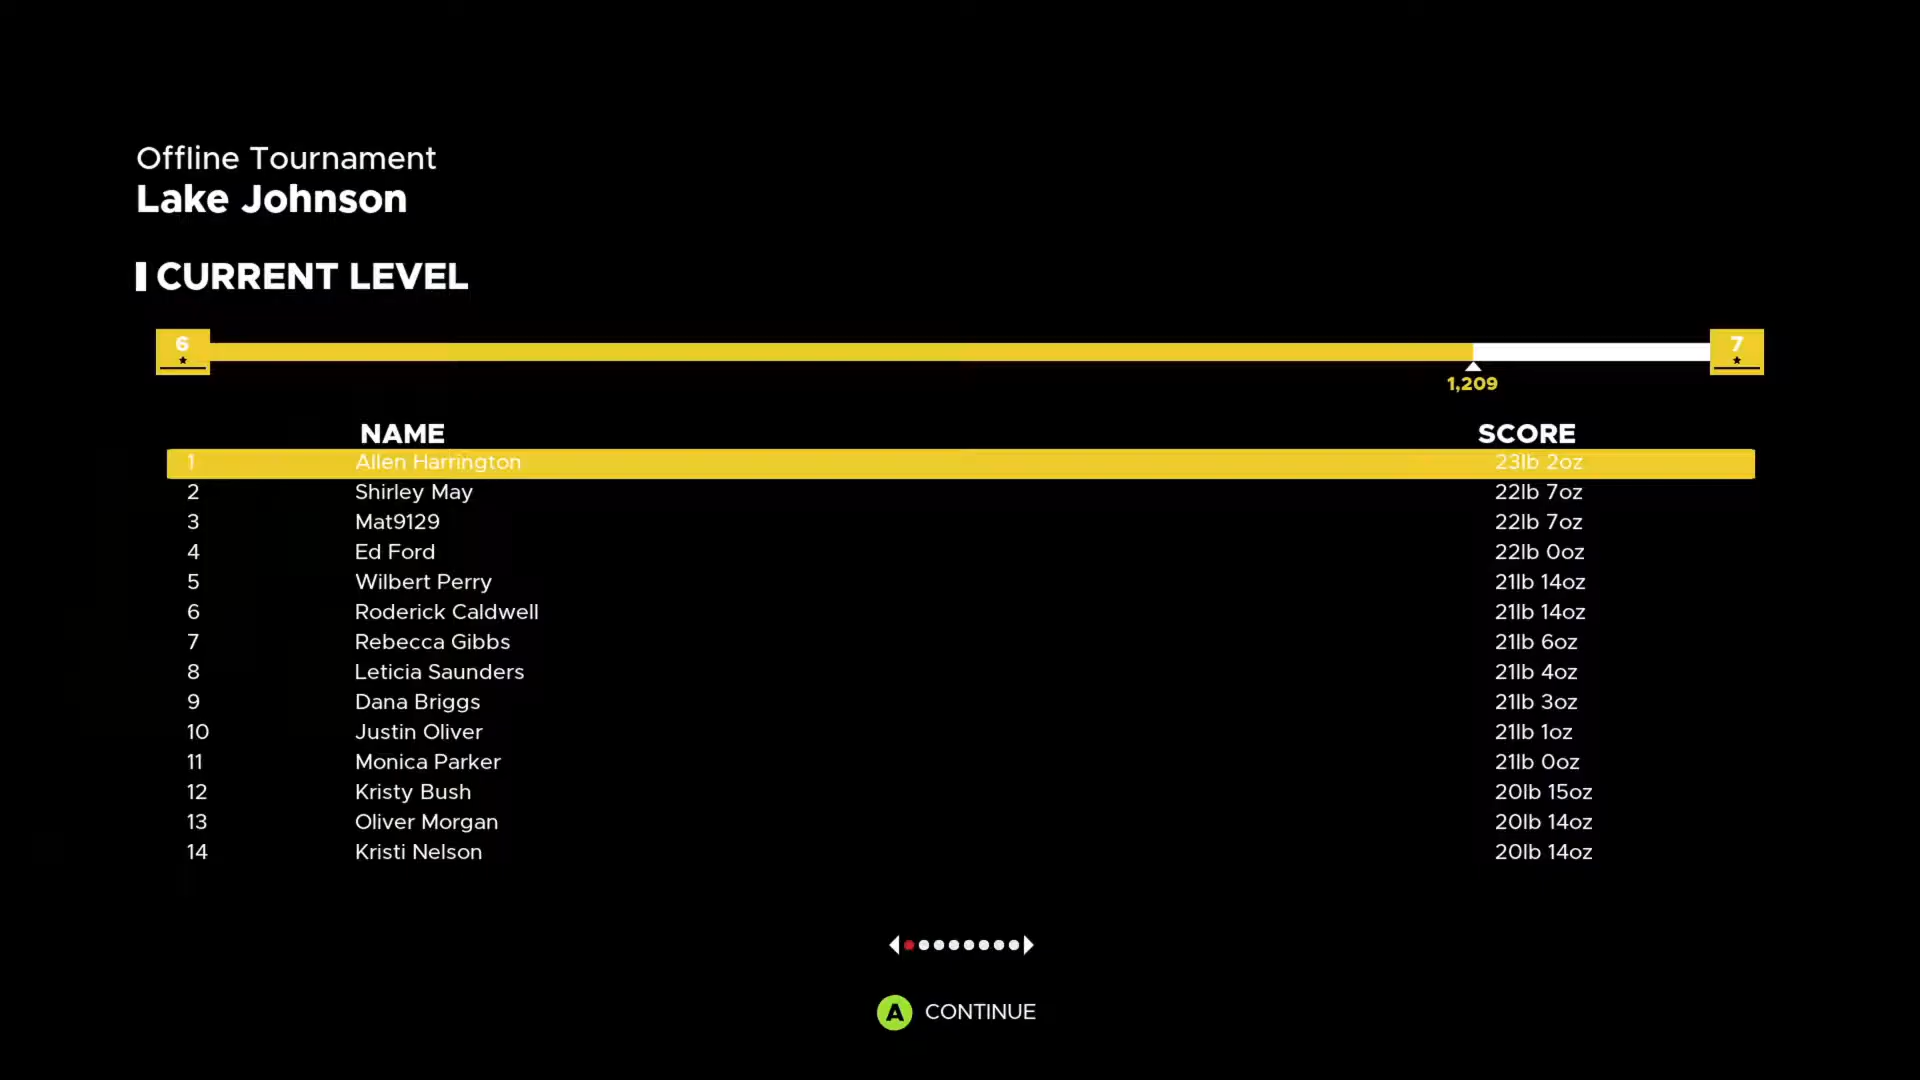 Offline Tournament
Lake Johnson
CURRENT LEVEL
6 7
1,209
NAME SCORE
1 Allen Harrington 23lb 2oz
2 Shirley May 22lb 7oz
3 Mat9129 22lb 7oz
4 Ed Ford 22lb 0oz
5 Wilbert Perry 21lb 14oz
6 Roderick Caldwell 21lb 14oz
7 Rebecca Gibbs 21lb 6oz
8 Leticia Saunders 21lb 4oz
9 Dana Briggs 21lb 3oz
10 Justin Oliver 21lb 1oz
11 Monica Parker 21lb 0oz
12 Kristy Bush 20lb 15oz
13 Oliver Morgan 20lb 14oz
14 Kristi Nelson 20lb 14oz
A CONTINUE